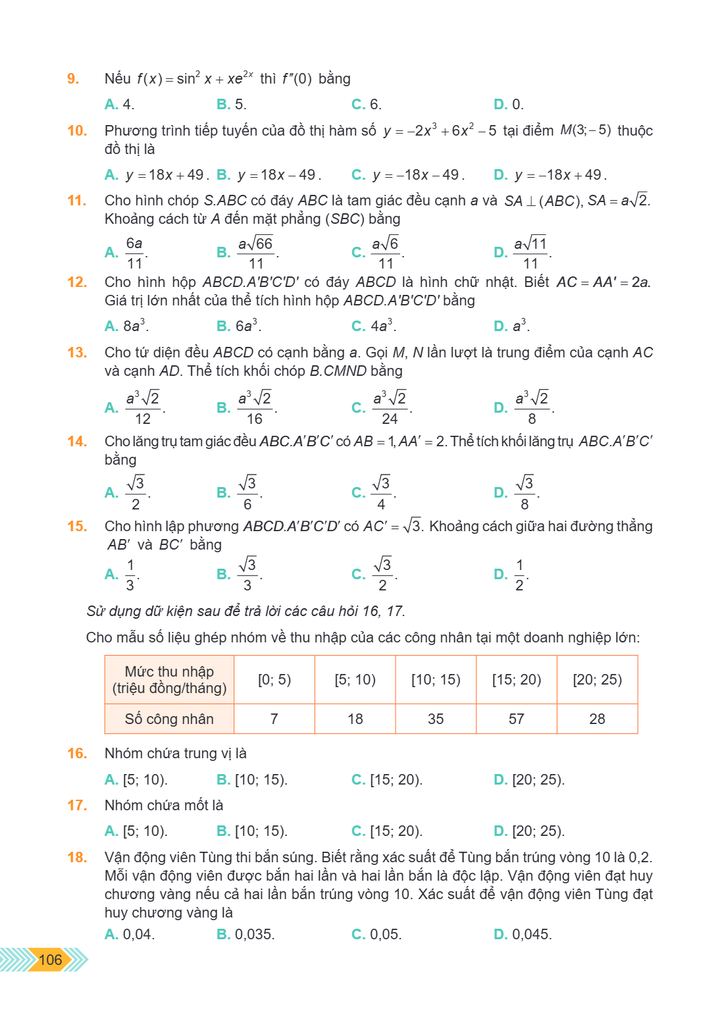 9. Nếu f(x) = sin² x + xe²ˣ thì f″(0) bằng
A. 4. B. 5. C. 6. D. 0.
10. Phương trình tiếp tuyến của đồ thị hàm số y = −2x³ + 6x² − 5 tại điểm M(3; −5) thuộc
đồ thị là
A. y = 18x + 49. B. y = 18x − 49. C. y = −18x − 49. D. y = −18x + 49.
11. Cho hình chóp S.ABC có đáy ABC là tam giác đều cạnh a và SA ⊥ (ABC), SA = a√2.
Khoảng cách từ A đến mặt phẳng (SBC) bằng
A. 6a/11. B. a√66/11. C. a√6/11. D. a√11/11.
12. Cho hình hộp ABCD.A'B'C'D' có đáy ABCD là hình chữ nhật. Biết AC = AA′ = 2a.
Giá trị lớn nhất của thể tích hình hộp ABCD.A'B'C'D' bằng
A. 8a³. B. 6a³. C. 4a³. D. a³.
13. Cho tứ diện đều ABCD có cạnh bằng a. Gọi M, N lần lượt là trung điểm của cạnh AC
và cạnh AD. Thể tích khối chóp B.CMND bằng
A. a³√2/12. B. a³√2/16. C. a³√2/24. D. a³√2/8.
14. Cho lăng trụ tam giác đều ABC.A′B′C′ có AB = 1, AA′ = 2. Thể tích khối lăng trụ ABC.A′B′C′
bằng
A. √3/2. B. √3/6. C. √3/4. D. √3/8.
15. Cho hình lập phương ABCD.A′B′C′D′ có AC′ = √3. Khoảng cách giữa hai đường thẳng
AB′ và BC′ bằng
A. 1/3. B. √3/3. C. √3/2. D. 1/2.
Sử dụng dữ kiện sau để trả lời các câu hỏi 16, 17.
Cho mẫu số liệu ghép nhóm về thu nhập của các công nhân tại một doanh nghiệp lớn:
Mức thu nhập
(triệu đồng/tháng) [0; 5) [5; 10) [10; 15) [15; 20) [20; 25)
Số công nhân 7 18 35 57 28
16. Nhóm chứa trung vị là
A. [5; 10). B. [10; 15). C. [15; 20). D. [20; 25).
17. Nhóm chứa mốt là
A. [5; 10). B. [10; 15). C. [15; 20). D. [20; 25).
18. Vận động viên Tùng thi bắn súng. Biết rằng xác suất để Tùng bắn trúng vòng 10 là 0,2.
Mỗi vận động viên được bắn hai lần và hai lần bắn là độc lập. Vận động viên đạt huy
chương vàng nếu cả hai lần bắn trúng vòng 10. Xác suất để vận động viên Tùng đạt
huy chương vàng là
A. 0,04. B. 0,035. C. 0,05. D. 0,045.
106